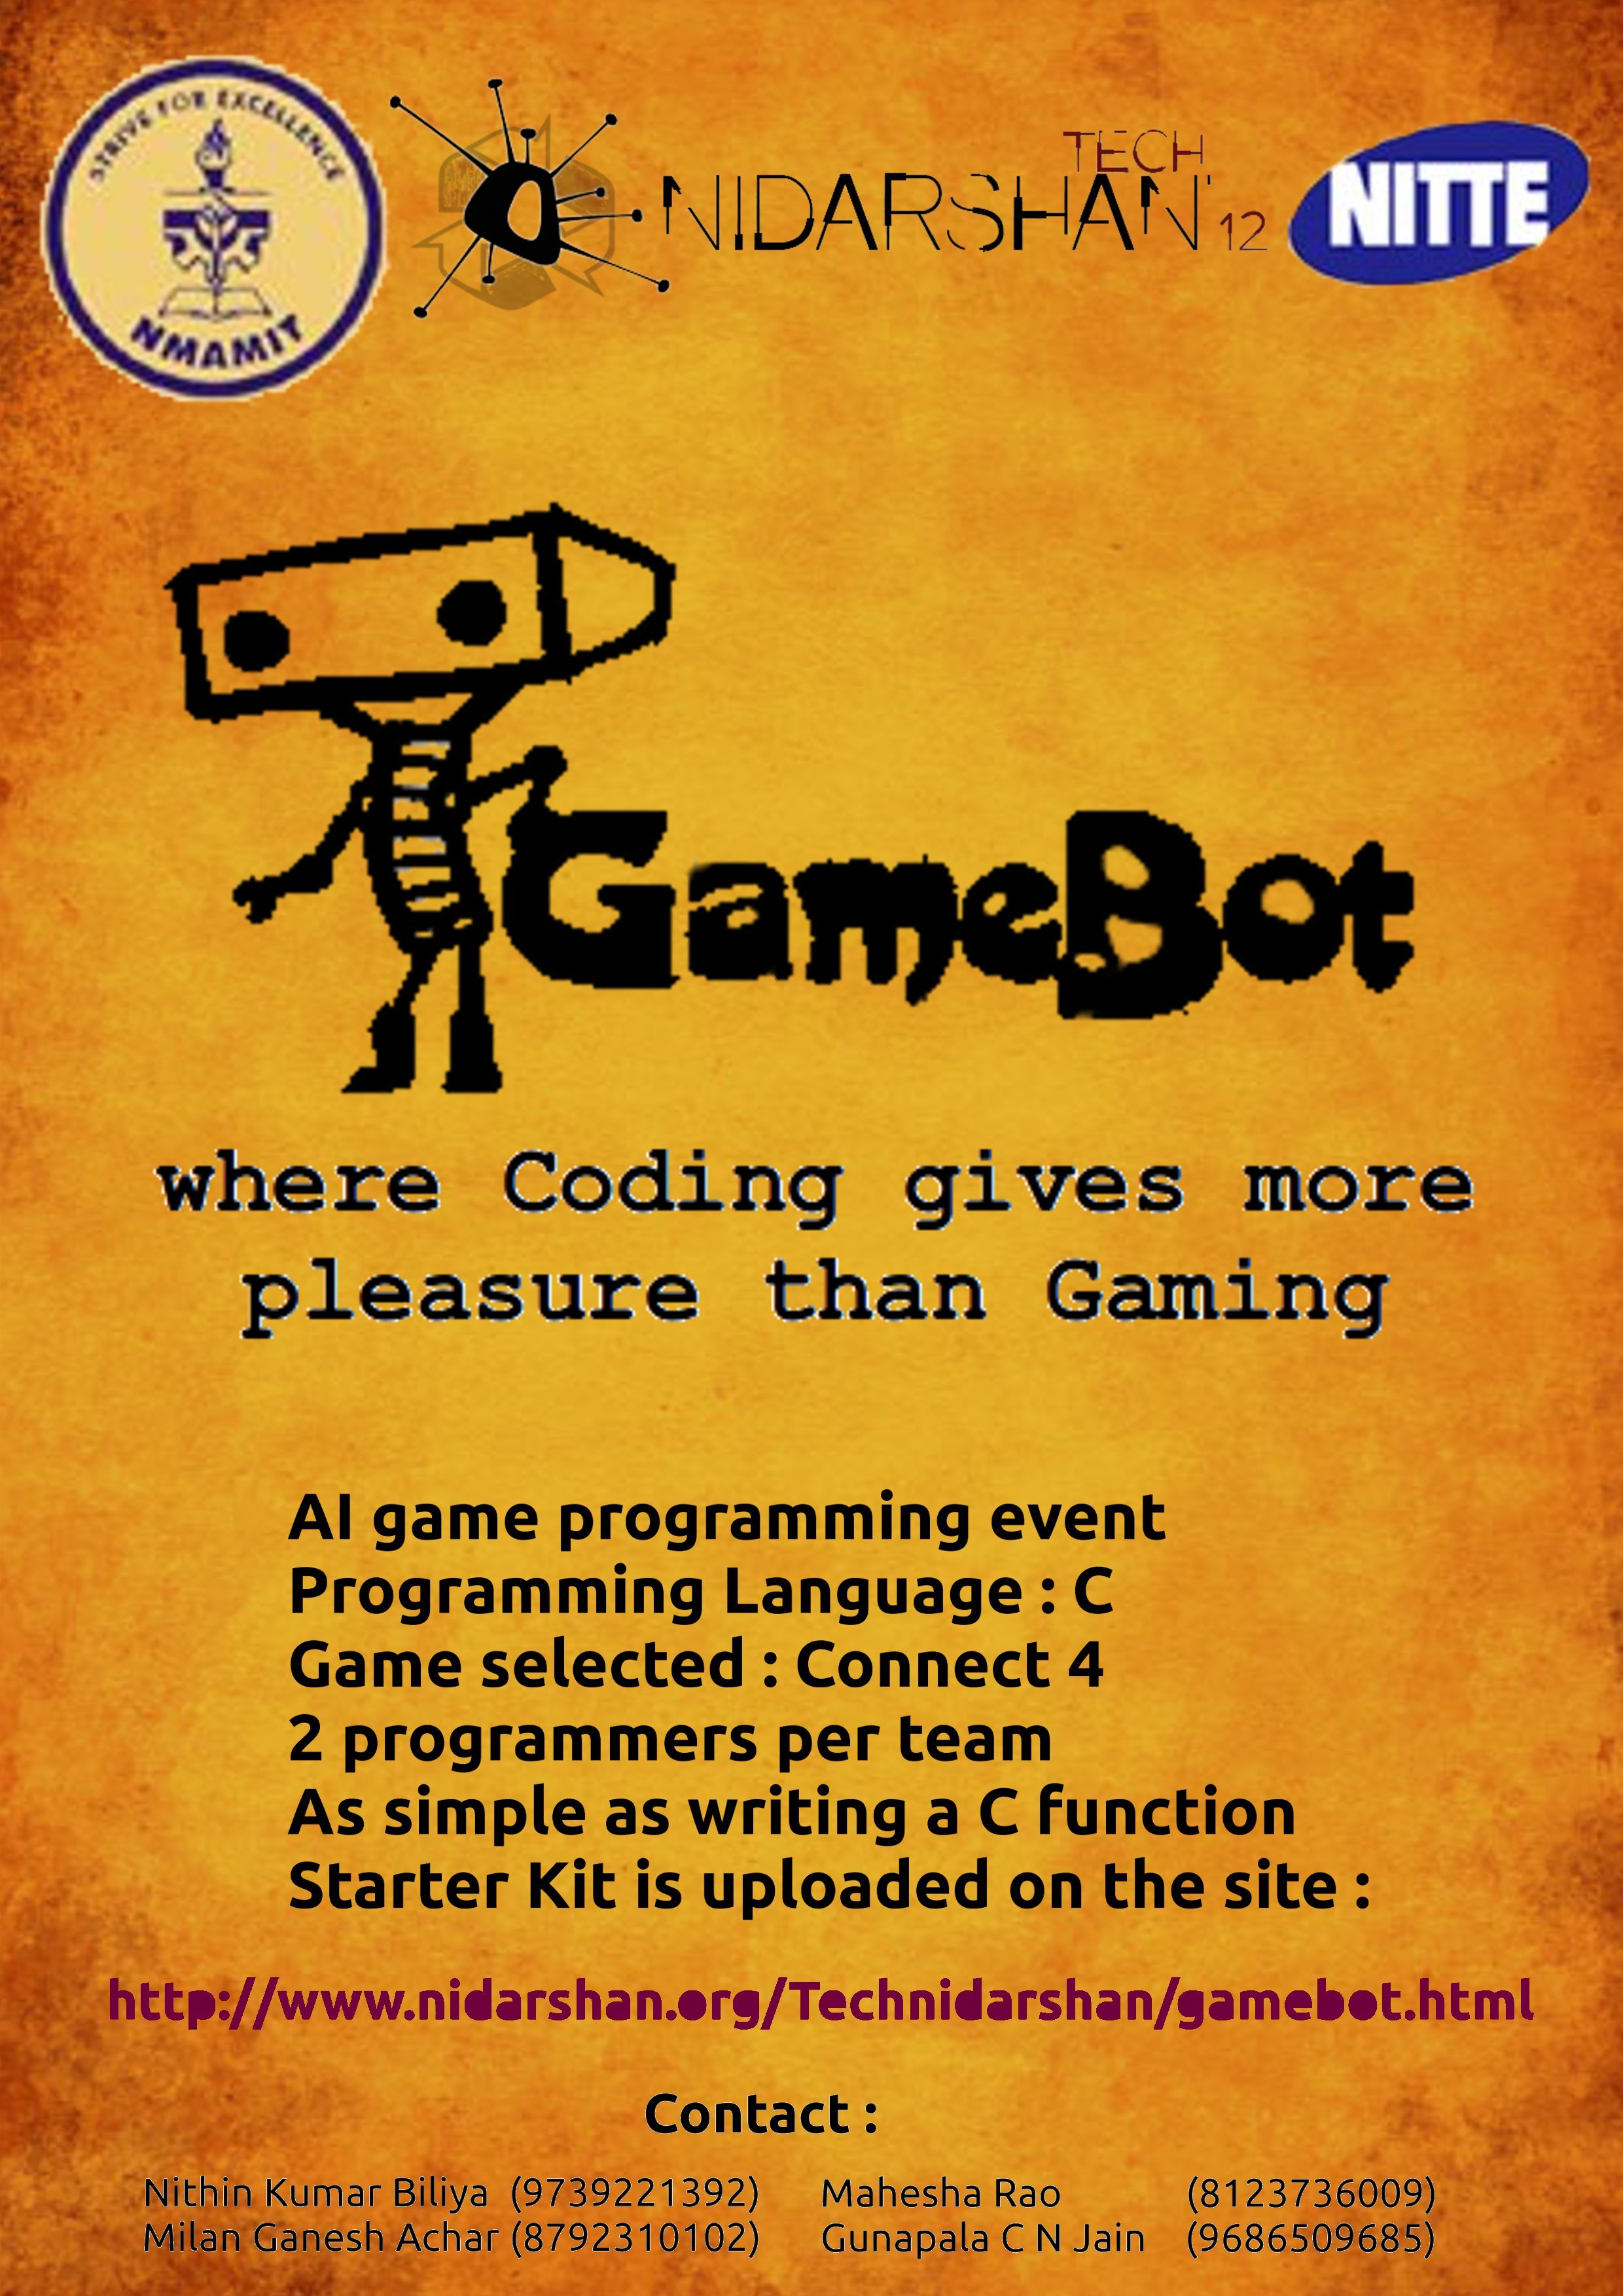 STRIVE FOR EXCELLENCE
NMAMIT
TECH
NIDARSHAN'12
NITTE
GameBot
where Coding gives more
pleasure than Gaming
AI game programming event
Programming Language : C
Game selected : Connect 4
2 programmers per team
As simple as writing a C function
Starter Kit is uploaded on the site :
http://www.nidarshan.org/Technidarshan/gamebot.html
Contact :
Nithin Kumar Biliya (9739221392) Mahesha Rao (8123736009)
Milan Ganesh Achar (8792310102) Gunapala C N Jain (9686509685)